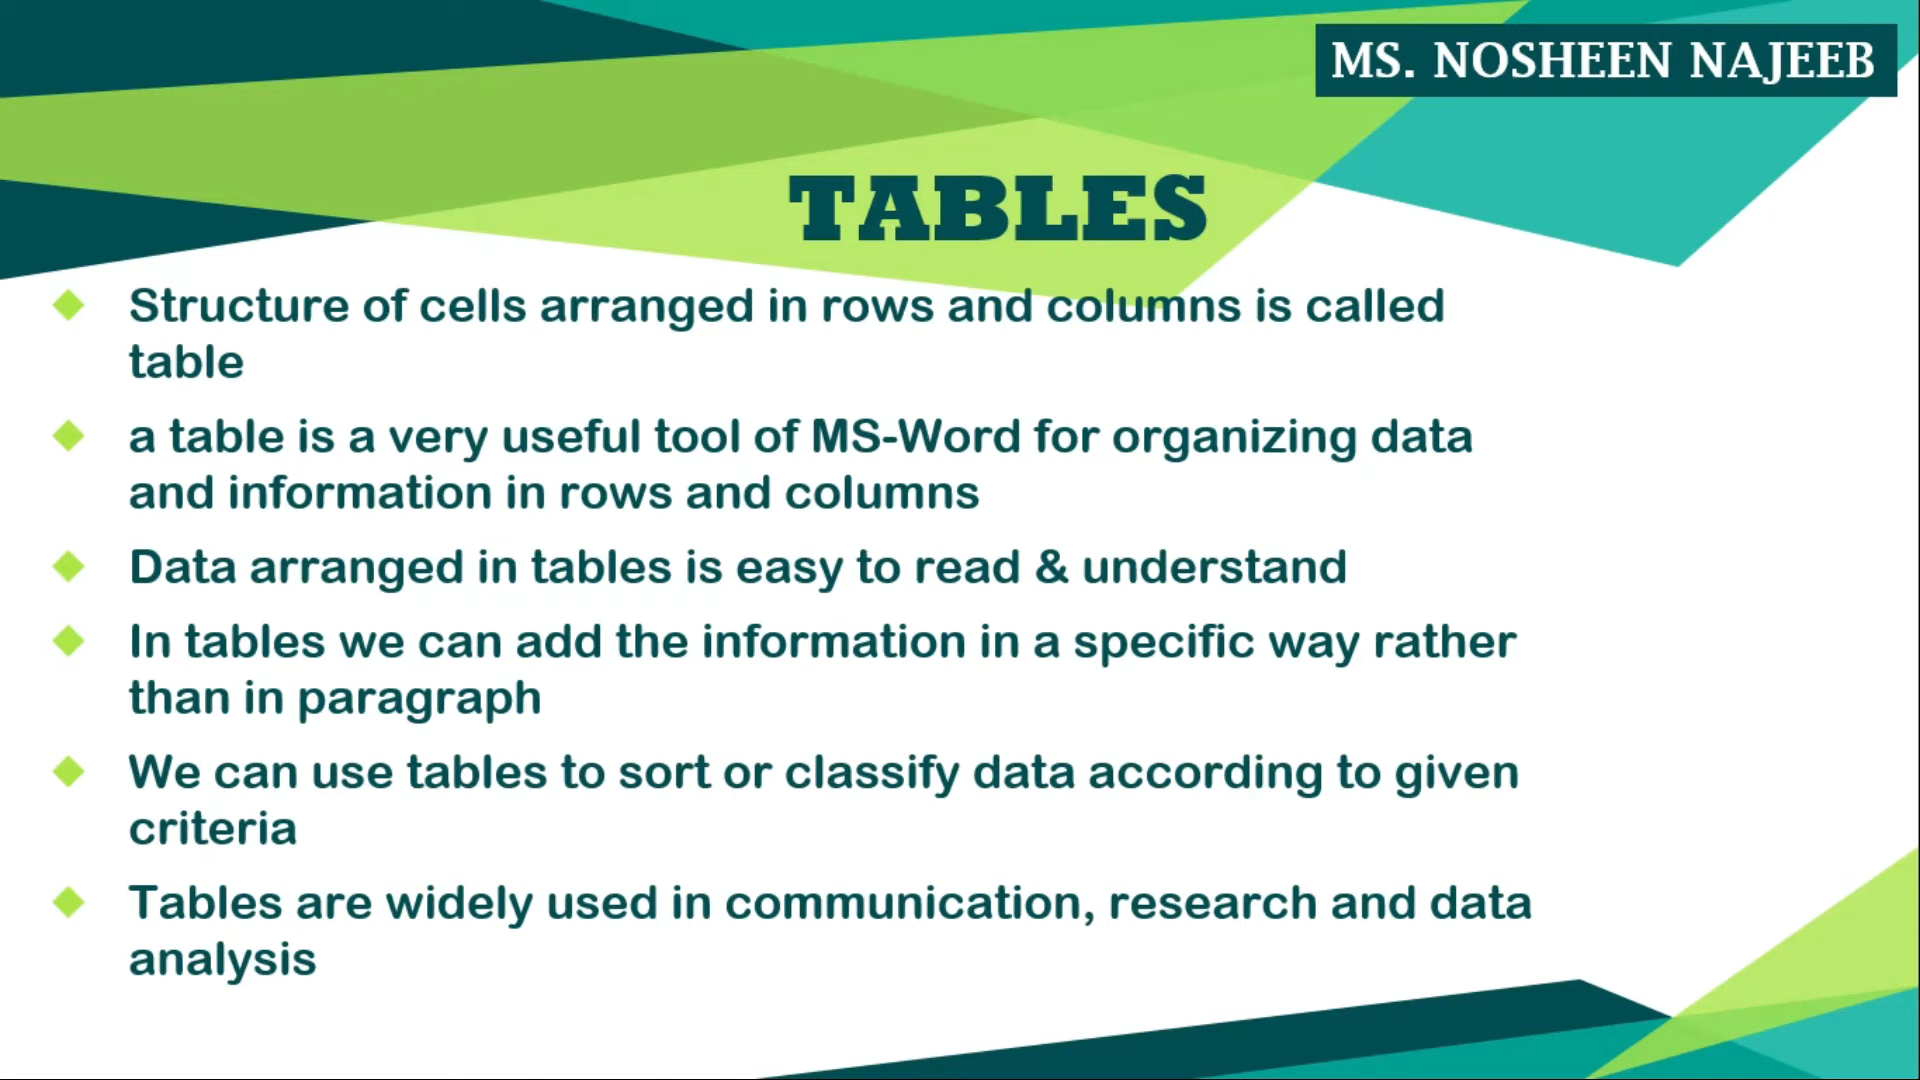 MS. NOSHEEN NAJEEB
TABLES
Structure of cells arranged in rows and columns is called
table
a table is a very useful tool of MS-Word for organizing data
and information in rows and columns
Data arranged in tables is easy to read & understand
In tables we can add the information in a specific way rather
than in paragraph
We can use tables to sort or classify data according to given
criteria
Tables are widely used in communication, research and data
analysis